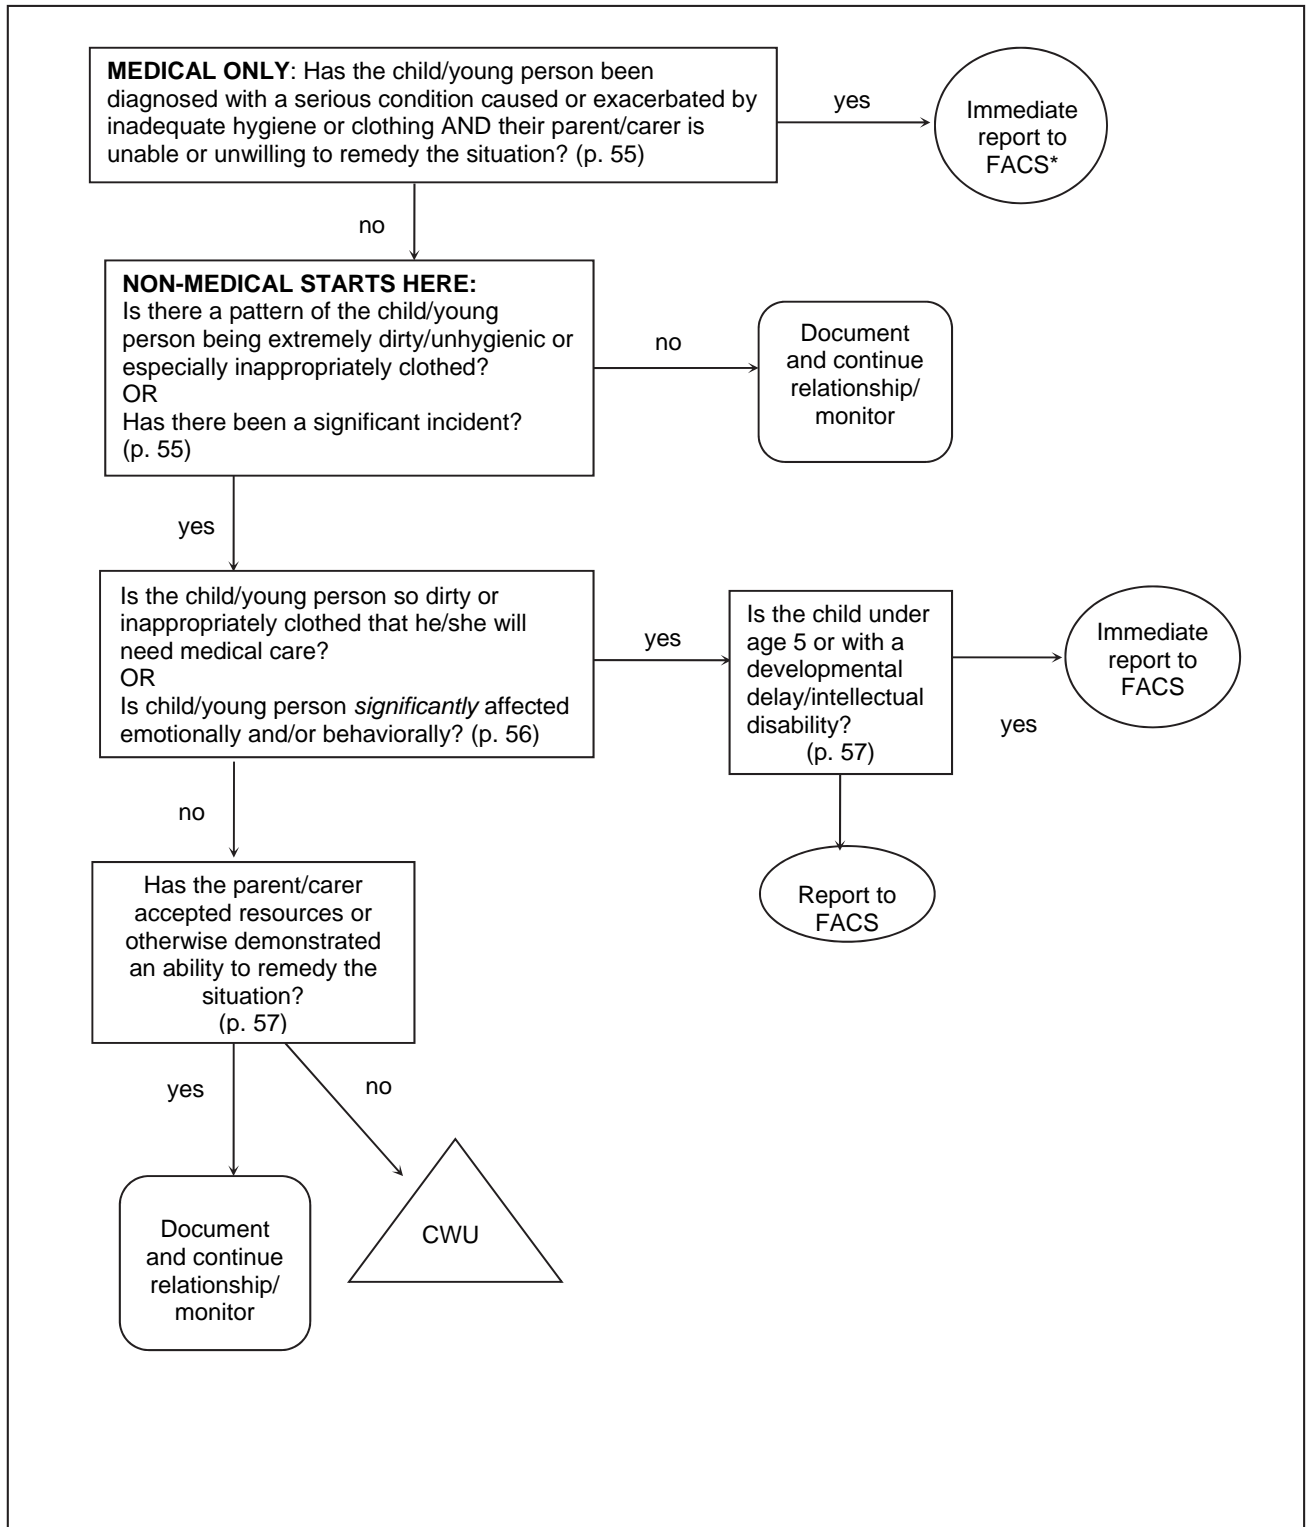 MEDICAL ONLY: Has the child/young person been
diagnosed with a serious condition caused or exacerbated by
inadequate hygiene or clothing AND their parent/carer is
unable or unwilling to remedy the situation? (p. 55)
yes
Immediate
report to
FACS*
no
NON-MEDICAL STARTS HERE:
Is there a pattern of the child/young
person being extremely dirty/unhygienic or
especially inappropriately clothed?
OR
Has there been a significant incident?
(p. 55)
no
Document
and continue
relationship/
monitor
yes
Is the child/young person so dirty or
inappropriately clothed that he/she will
need medical care?
OR
Is child/young person significantly affected
emotionally and/or behaviorally? (p. 56)
yes
Is the child under
age 5 or with a
developmental
delay/intellectual
disability?
(p. 57)
yes
Immediate
report to
FACS
Report to
FACS
no
Has the parent/carer
accepted resources or
otherwise demonstrated
an ability to remedy the
situation?
(p. 57)
yes
no
Document
and continue
relationship/
monitor
CWU